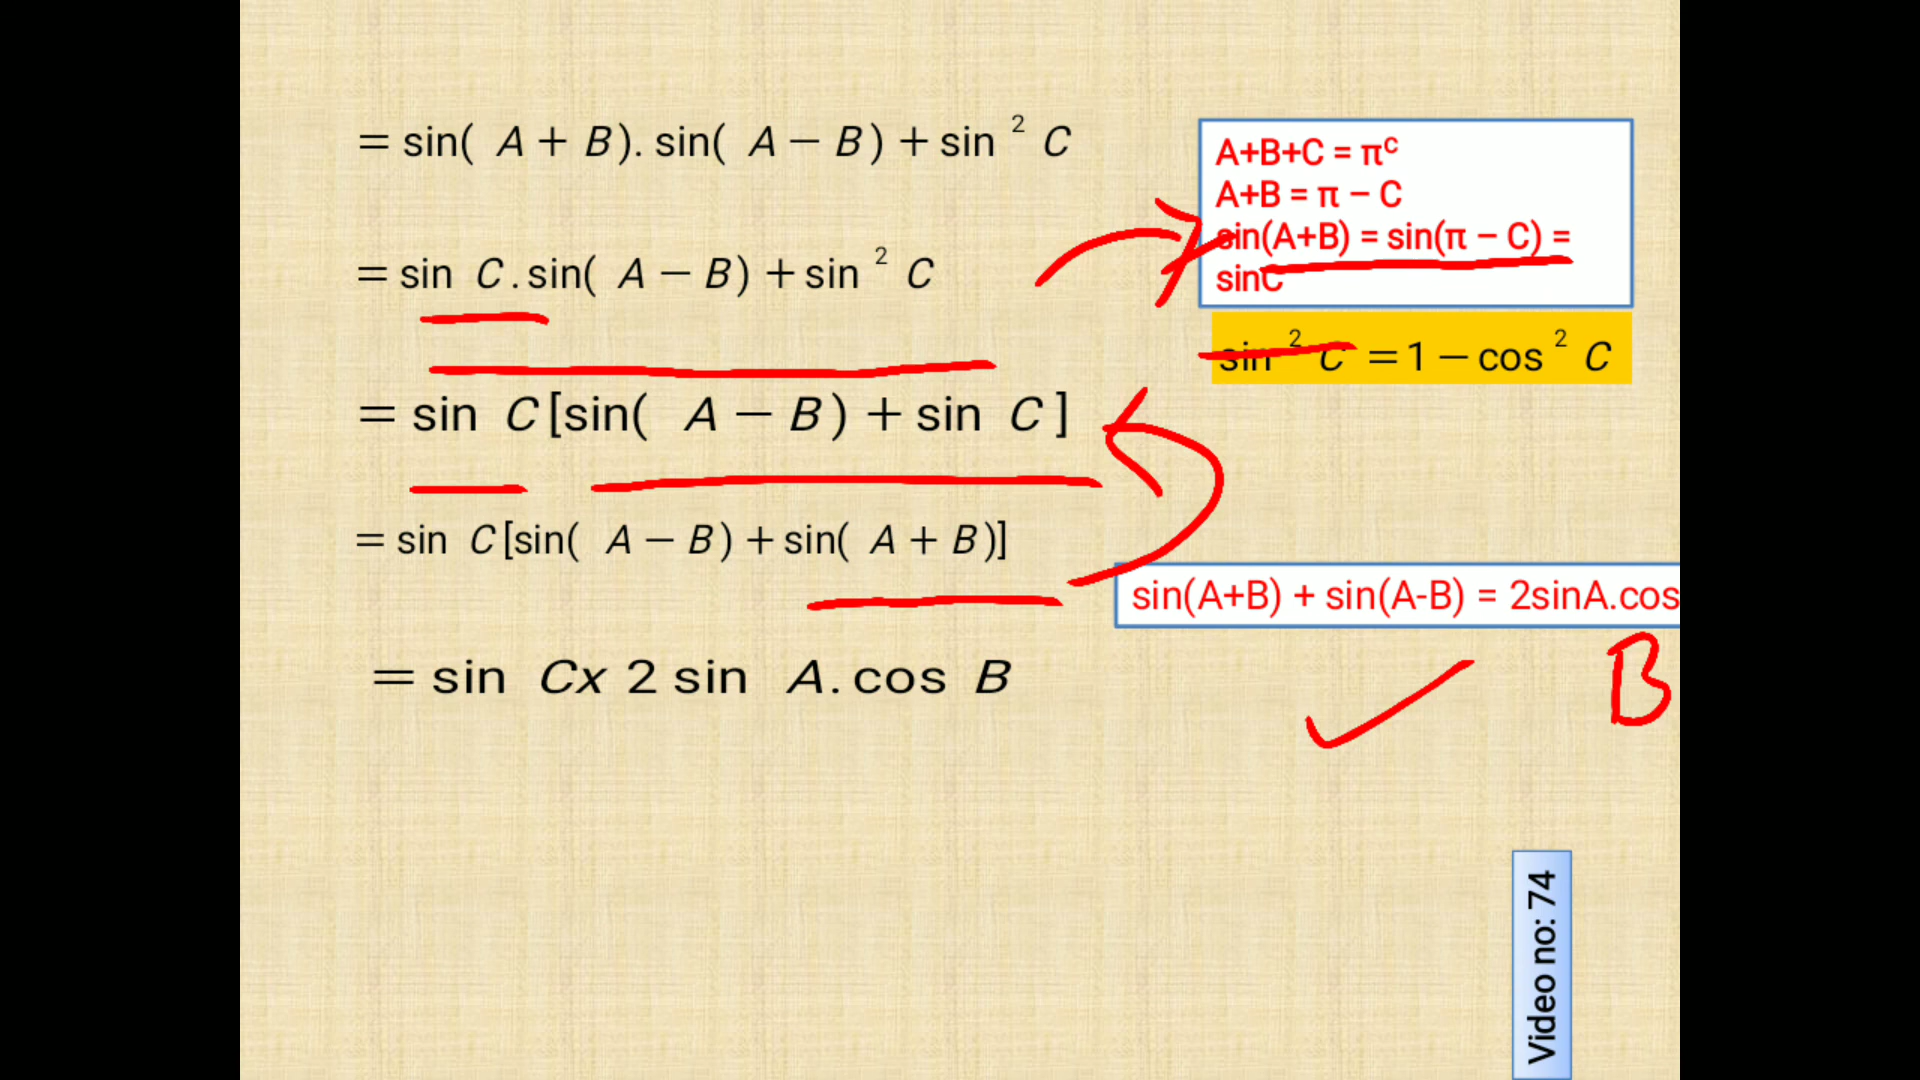 = sin( A + B). sin( A − B) + sin ² C
A+B+C = πᶜ
A+B = π − C
sin(A+B) = sin(π − C) =
sinC
= sin C . sin( A − B) + sin ² C
sin ² C = 1 − cos ² C
= sin C [sin( A − B) + sin C ]
= sin C [sin( A − B) + sin( A + B)]
sin(A+B) + sin(A-B) = 2sinA.cos
B
= sin Cx 2 sin A. cos B
Video no: 74